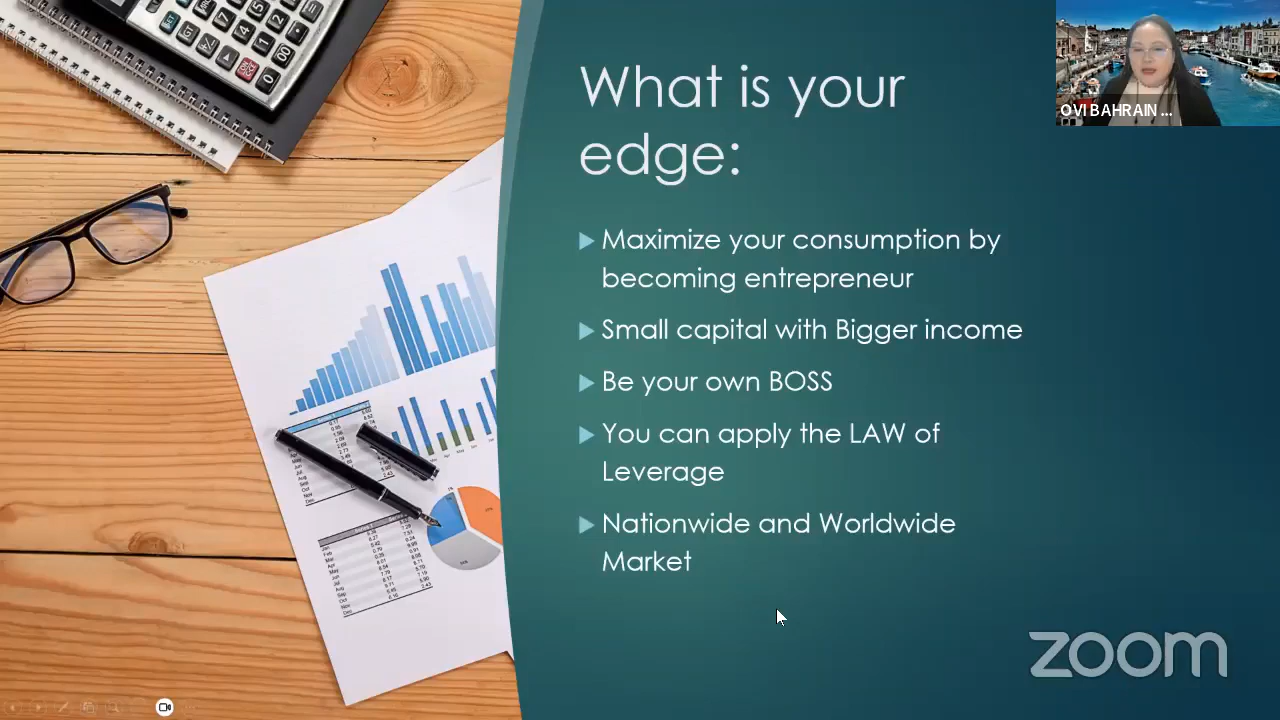 What is your
edge:
Maximize your consumption by
becoming entrepreneur
Small capital with Bigger income
Be your own BOSS
You can apply the LAW of
Leverage
Nationwide and Worldwide
Market
OVI BAHRAIN ...
zoom